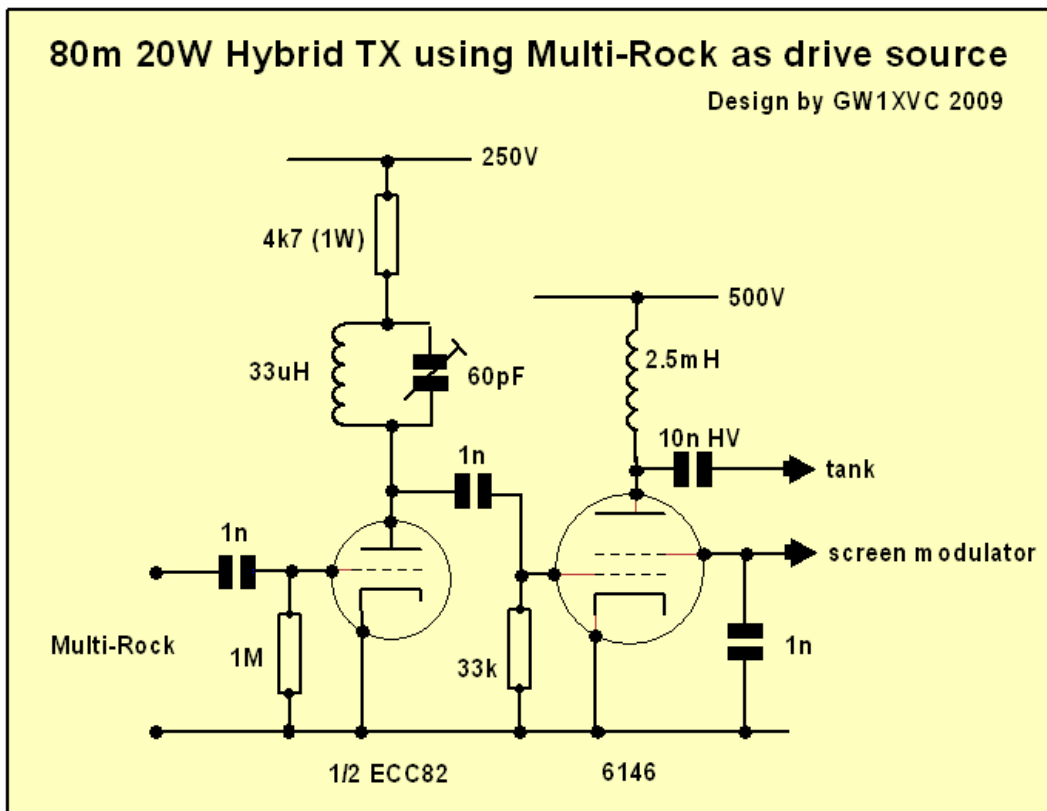 80m 20W Hybrid TX using Multi-Rock as drive source
Design by GW1XVC 2009
250V
4k7 (1W)
500V
33uH
60pF
2.5mH
10n HV
1n
tank
1n
screen modulator
Multi-Rock
1M
33k
1n
1/2 ECC82
6146